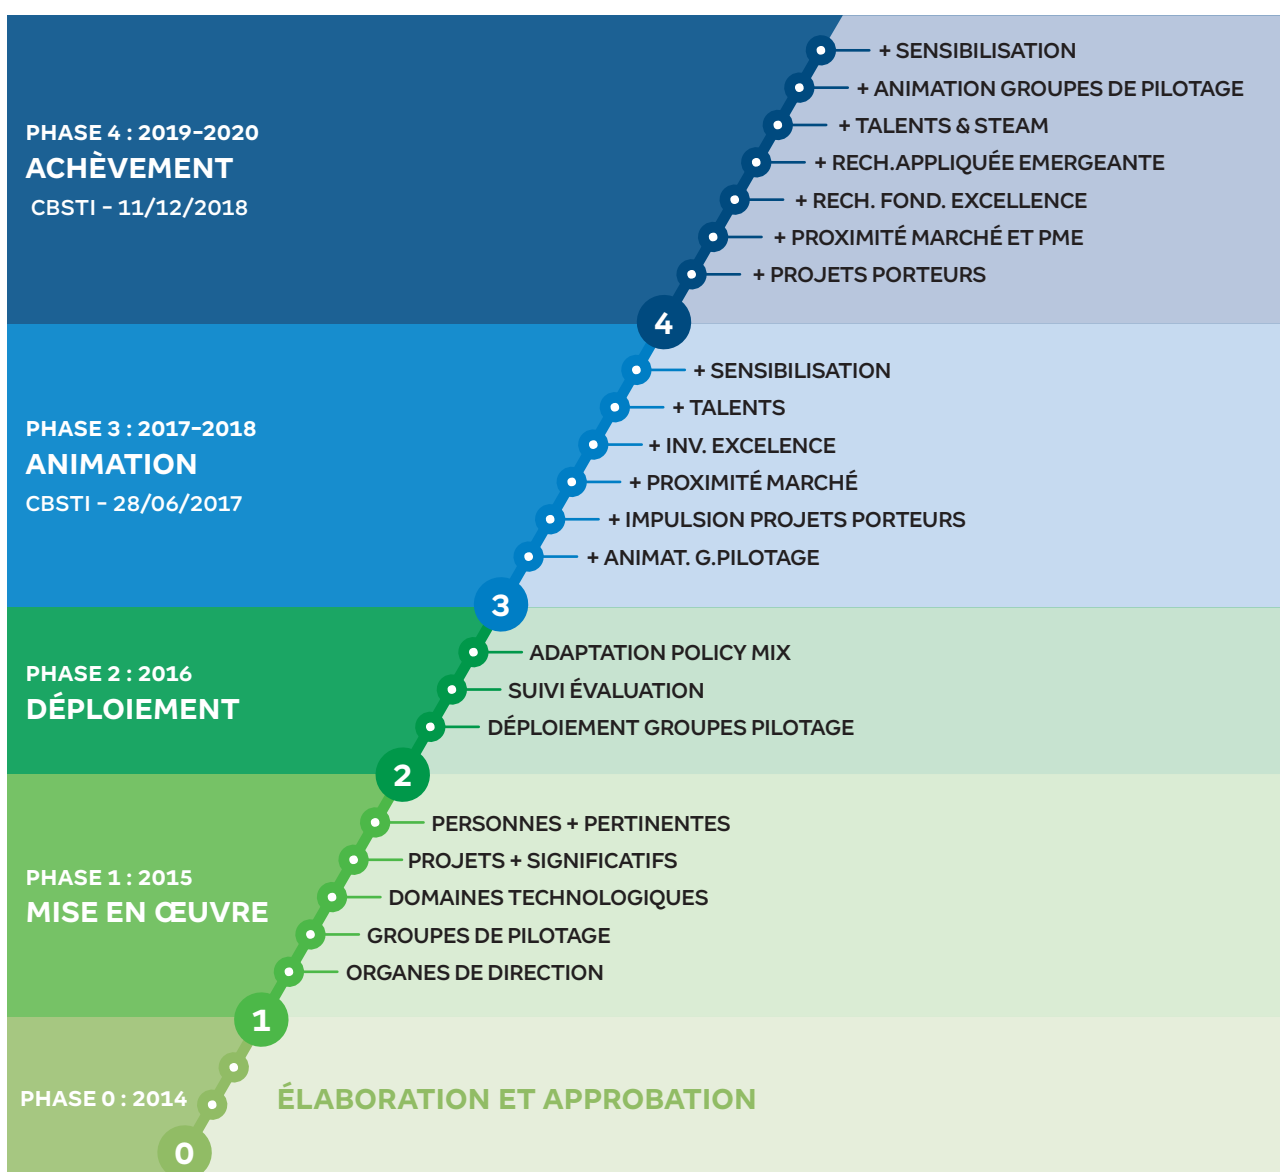 PHASE 4 : 2019-2020
ACHÈVEMENT
CBSTI - 11/12/2018
+ SENSIBILISATION
+ ANIMATION GROUPES DE PILOTAGE
+ TALENTS & STEAM
+ RECH.APPLIQUÉE EMERGEANTE
+ RECH. FOND. EXCELLENCE
+ PROXIMITÉ MARCHÉ ET PME
+ PROJETS PORTEURS
4
PHASE 3 : 2017-2018
ANIMATION
CBSTI - 28/06/2017
+ SENSIBILISATION
+ TALENTS
+ INV. EXCELENCE
+ PROXIMITÉ MARCHÉ
+ IMPULSION PROJETS PORTEURS
+ ANIMAT. G.PILOTAGE
3
PHASE 2 : 2016
DÉPLOIEMENT
ADAPTATION POLICY MIX
SUIVI ÉVALUATION
DÉPLOIEMENT GROUPES PILOTAGE
2
PHASE 1 : 2015
MISE EN ŒUVRE
PERSONNES + PERTINENTES
PROJETS + SIGNIFICATIFS
DOMAINES TECHNOLOGIQUES
GROUPES DE PILOTAGE
ORGANES DE DIRECTION
1
PHASE 0 : 2014
ÉLABORATION ET APPROBATION
0